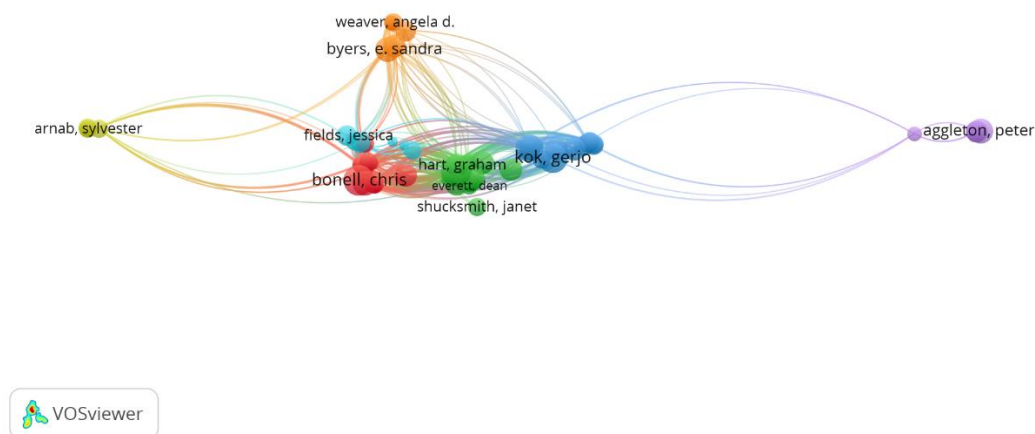 weaver, angela d.
byers, e. sandra
arnab, sylvester
fields, jessica
aggleton, peter
hart, graham
kok, gerjo
bonell, chris
everett, dean
shucksmith, janet
VOSviewer